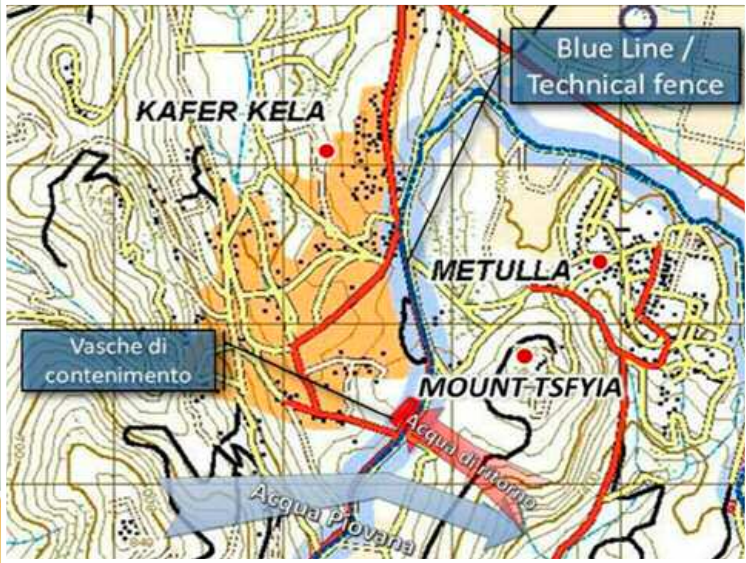 Blue Line /
Technical fence
KAFER KELA
METULLA
Vasche di
contenimento
MOUNT TSFYIA
Acqua di ritorno
Acqua Piovana